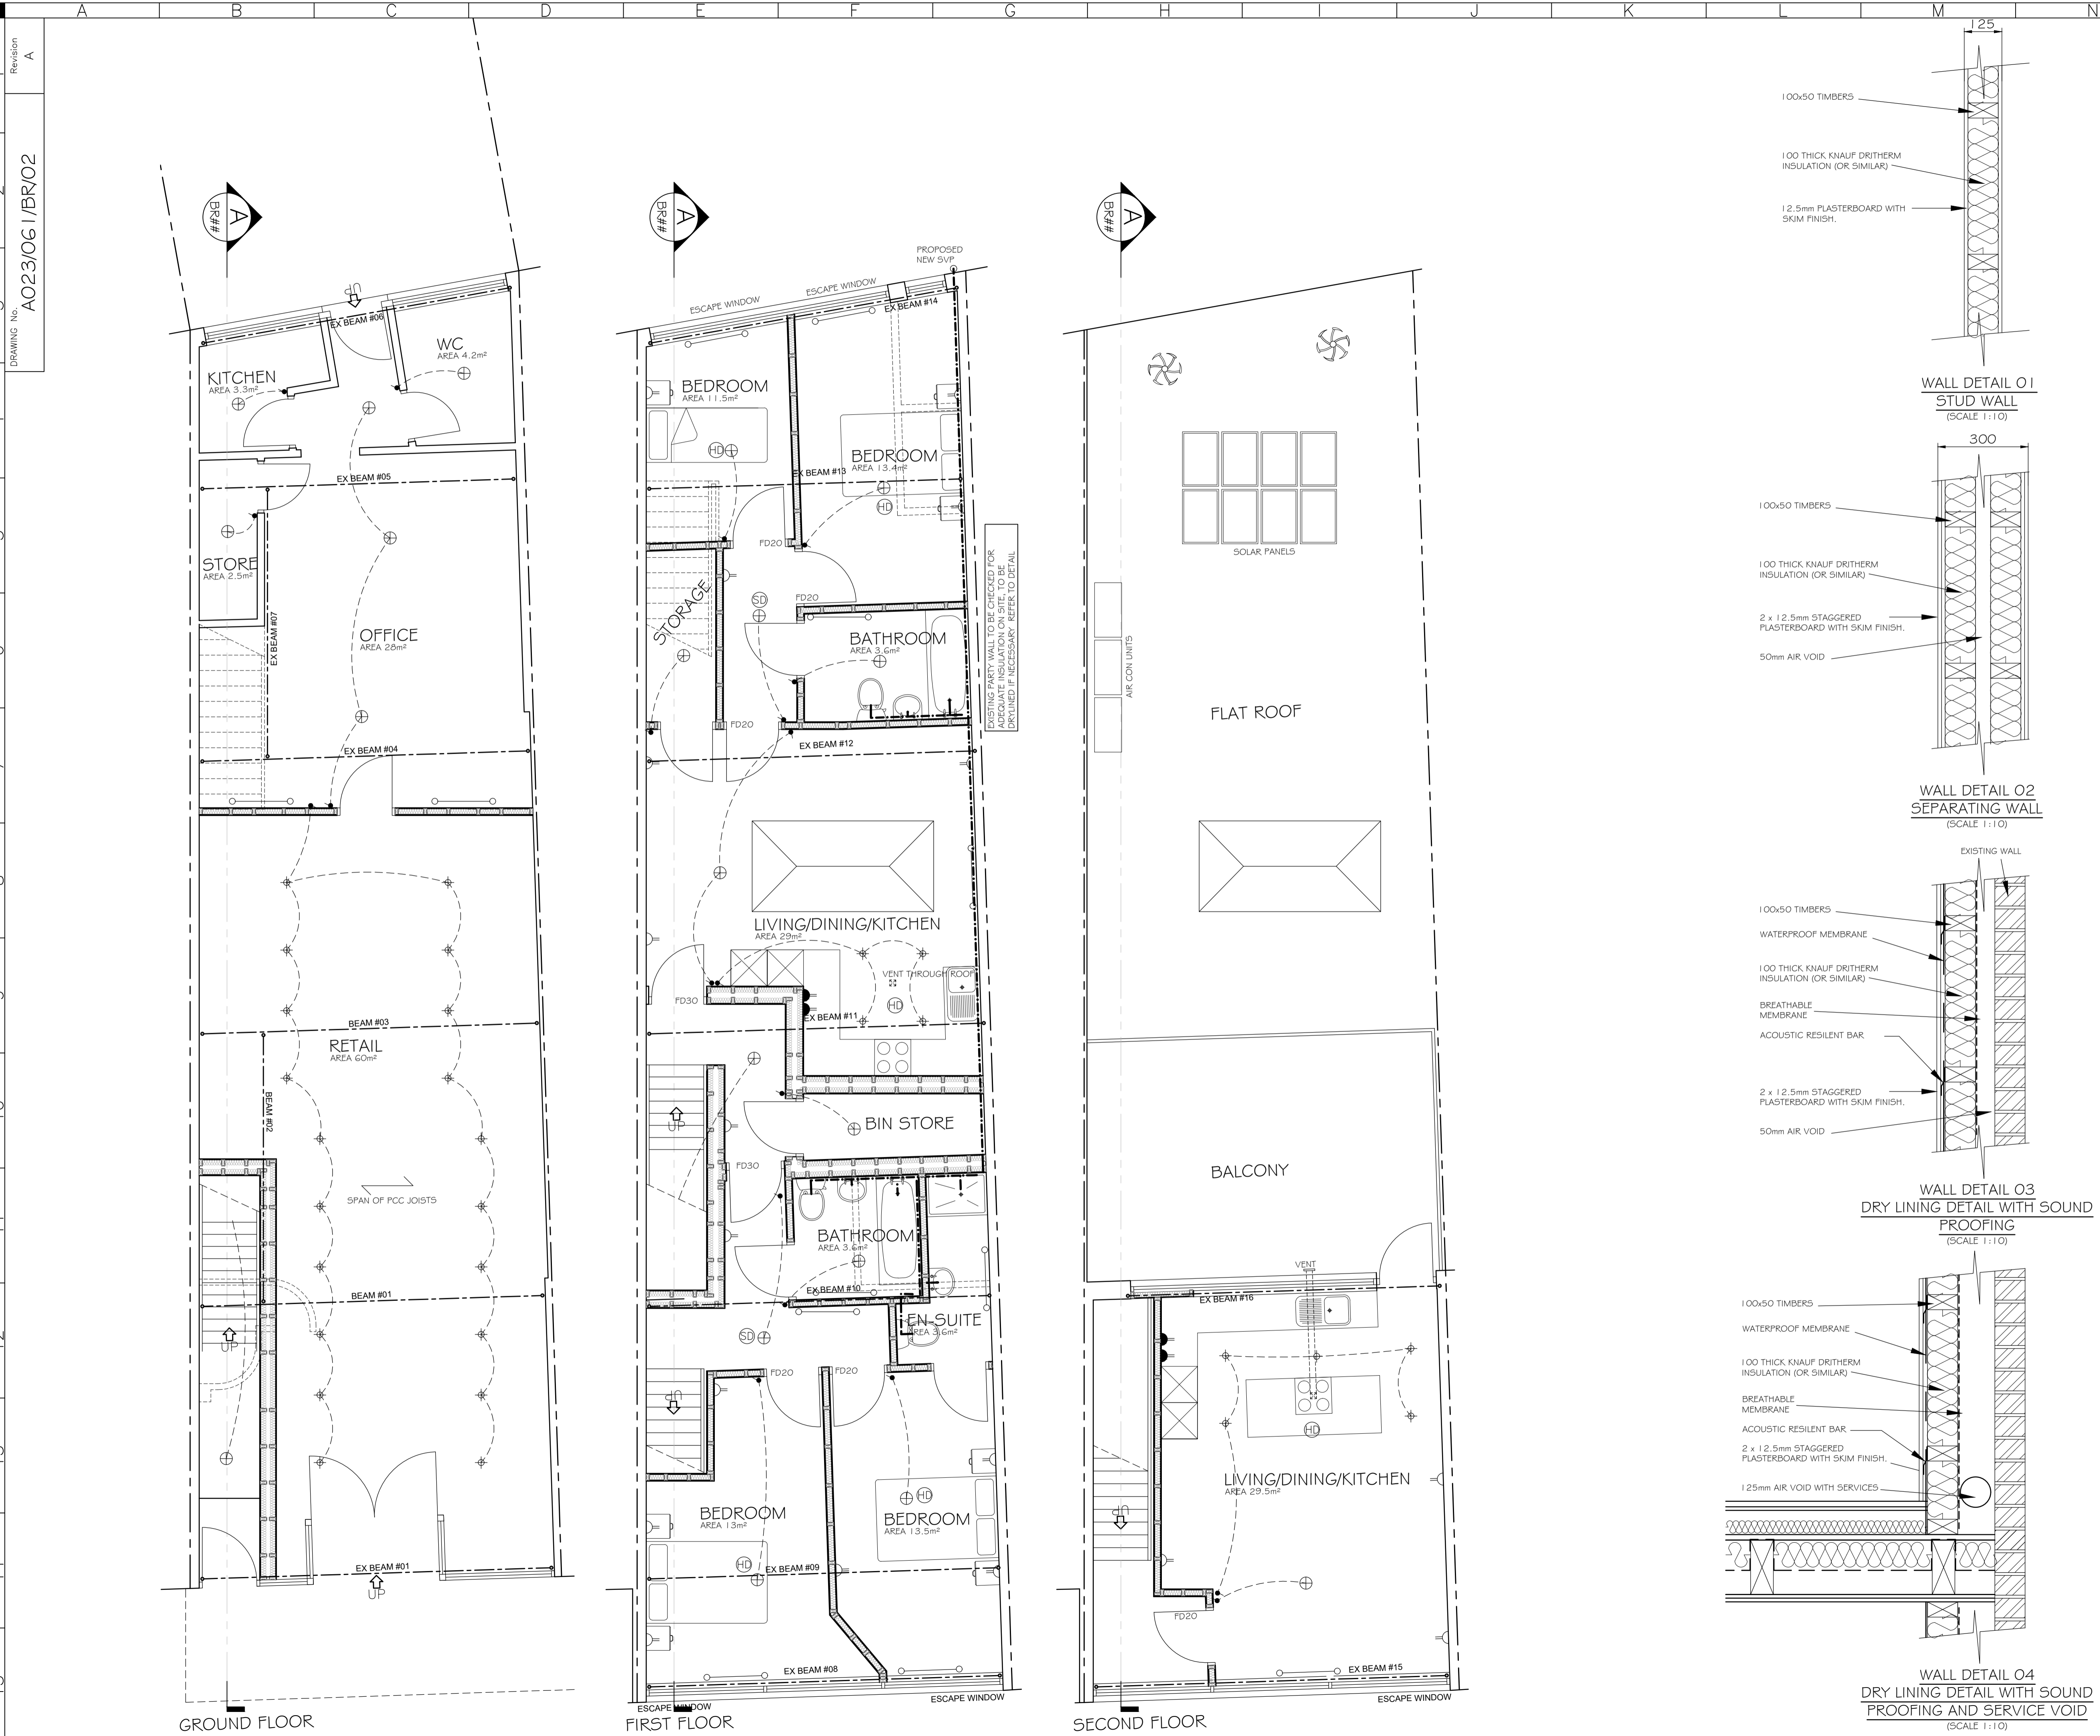 A B C D E F G H I J K L M N
Revision
A
DRAWING No.
A023/061/BR/02
A
BR##
UP
EX BEAM #06
WC
AREA 4.2m²
KITCHEN
AREA 3.3m²
EX BEAM #05
STORE
AREA 2.5m²
EX BEAM #07
OFFICE
AREA 28m²
EX BEAM #04
BEAM #03
RETAIL
AREA 60m²
BEAM #02
SPAN OF PCC JOISTS
BEAM #01
UP
EX BEAM #01
UP
GROUND FLOOR
A
BR##
PROPOSED
NEW SVP
ESCAPE WINDOW
ESCAPE WINDOW
EX BEAM #14
BEDROOM
AREA 11.5m²
HD
BEDROOM
AREA 13.4m²
EX BEAM #13
HD
FD20
STORAGE
SD
FD20
BATHROOM
AREA 3.6m²
FD20
EXISTING PARTY WALL TO BE CHECKED FOR
ADEQUATE INSULATION ON SITE, TO BE
DRYLINED IF NECESSARY. REFER TO DETAIL
EX BEAM #12
LIVING/DINING/KITCHEN
AREA 29m²
VENT THROUGH ROOF
HD
FD30
EX BEAM #11
UP
BIN STORE
FD30
BATHROOM
AREA 3.6m²
EX BEAM #10
EN-SUITE
AREA 3.6m²
SD
FD20
FD20
UP
BEDROOM
AREA 13m²
HD
HD
BEDROOM
AREA 13.5m²
EX BEAM #09
EX BEAM #08
ESCAPE WINDOW
ESCAPE WINDOW
FIRST FLOOR
A
BR##
SOLAR PANELS
AIR CON UNITS
FLAT ROOF
BALCONY
VENT
EX BEAM #16
HD
LIVING/DINING/KITCHEN
AREA 29.5m²
UP
FD20
EX BEAM #15
ESCAPE WINDOW
SECOND FLOOR
125
100x50 TIMBERS
100 THICK KNAUF DRITHERM
INSULATION (OR SIMILAR)
12.5mm PLASTERBOARD WITH
SKIM FINISH.
WALL DETAIL 01
STUD WALL
(SCALE 1:10)
300
100x50 TIMBERS
100 THICK KNAUF DRITHERM
INSULATION (OR SIMILAR)
2 x 12.5mm STAGGERED
PLASTERBOARD WITH SKIM FINISH.
50mm AIR VOID
WALL DETAIL 02
SEPARATING WALL
(SCALE 1:10)
EXISTING WALL
100x50 TIMBERS
WATERPROOF MEMBRANE
100 THICK KNAUF DRITHERM
INSULATION (OR SIMILAR)
BREATHABLE
MEMBRANE
ACOUSTIC RESILENT BAR
2 x 12.5mm STAGGERED
PLASTERBOARD WITH SKIM FINISH.
50mm AIR VOID
WALL DETAIL 03
DRY LINING DETAIL WITH SOUND
PROOFING
(SCALE 1:10)
100x50 TIMBERS
WATERPROOF MEMBRANE
100 THICK KNAUF DRITHERM
INSULATION (OR SIMILAR)
BREATHABLE
MEMBRANE
ACOUSTIC RESILENT BAR
2 x 12.5mm STAGGERED
PLASTERBOARD WITH SKIM FINISH.
125mm AIR VOID WITH SERVICES
WALL DETAIL 04
DRY LINING DETAIL WITH SOUND
PROOFING AND SERVICE VOID
(SCALE 1:10)